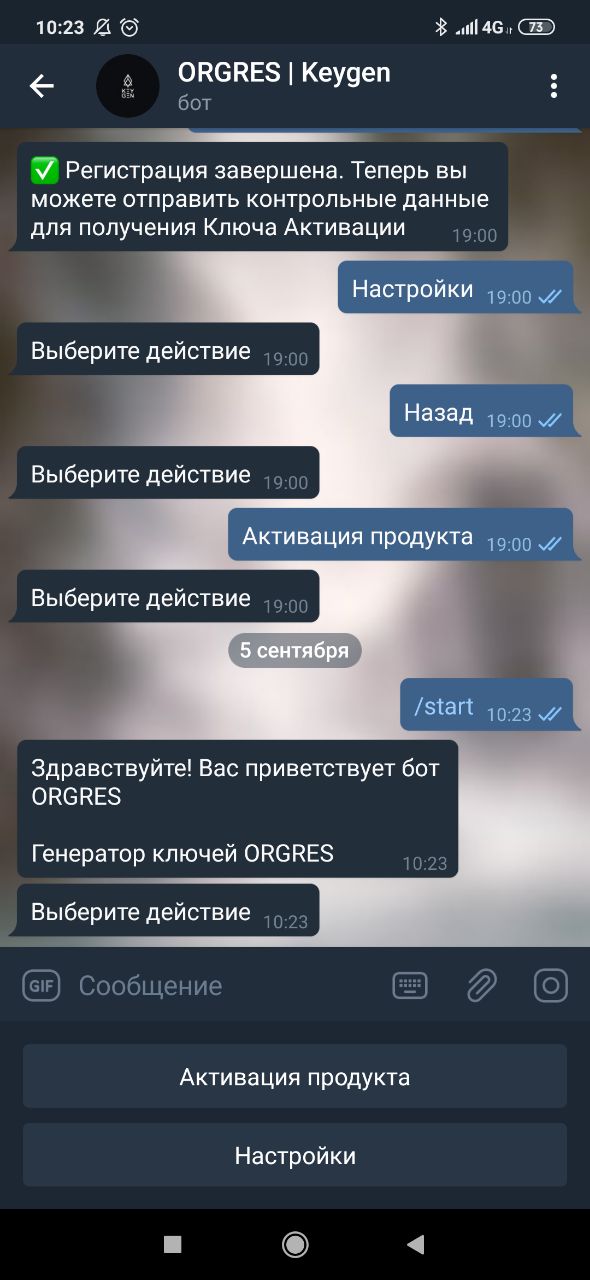 10:23
4G
73
ORGRES | Keygen
бот
KEY
GEN
✅ Регистрация завершена. Теперь вы
можете отправить контрольные данные
для получения Ключа Активации 19:00
Настройки 19:00
Выберите действие 19:00
Назад 19:00
Выберите действие 19:00
Активация продукта 19:00
Выберите действие 19:00
5 сентября
/start 10:23
Здравствуйте! Вас приветствует бот
ORGRES
Генератор ключей ORGRES 10:23
Выберите действие 10:23
GIF Сообщение
Активация продукта
Настройки